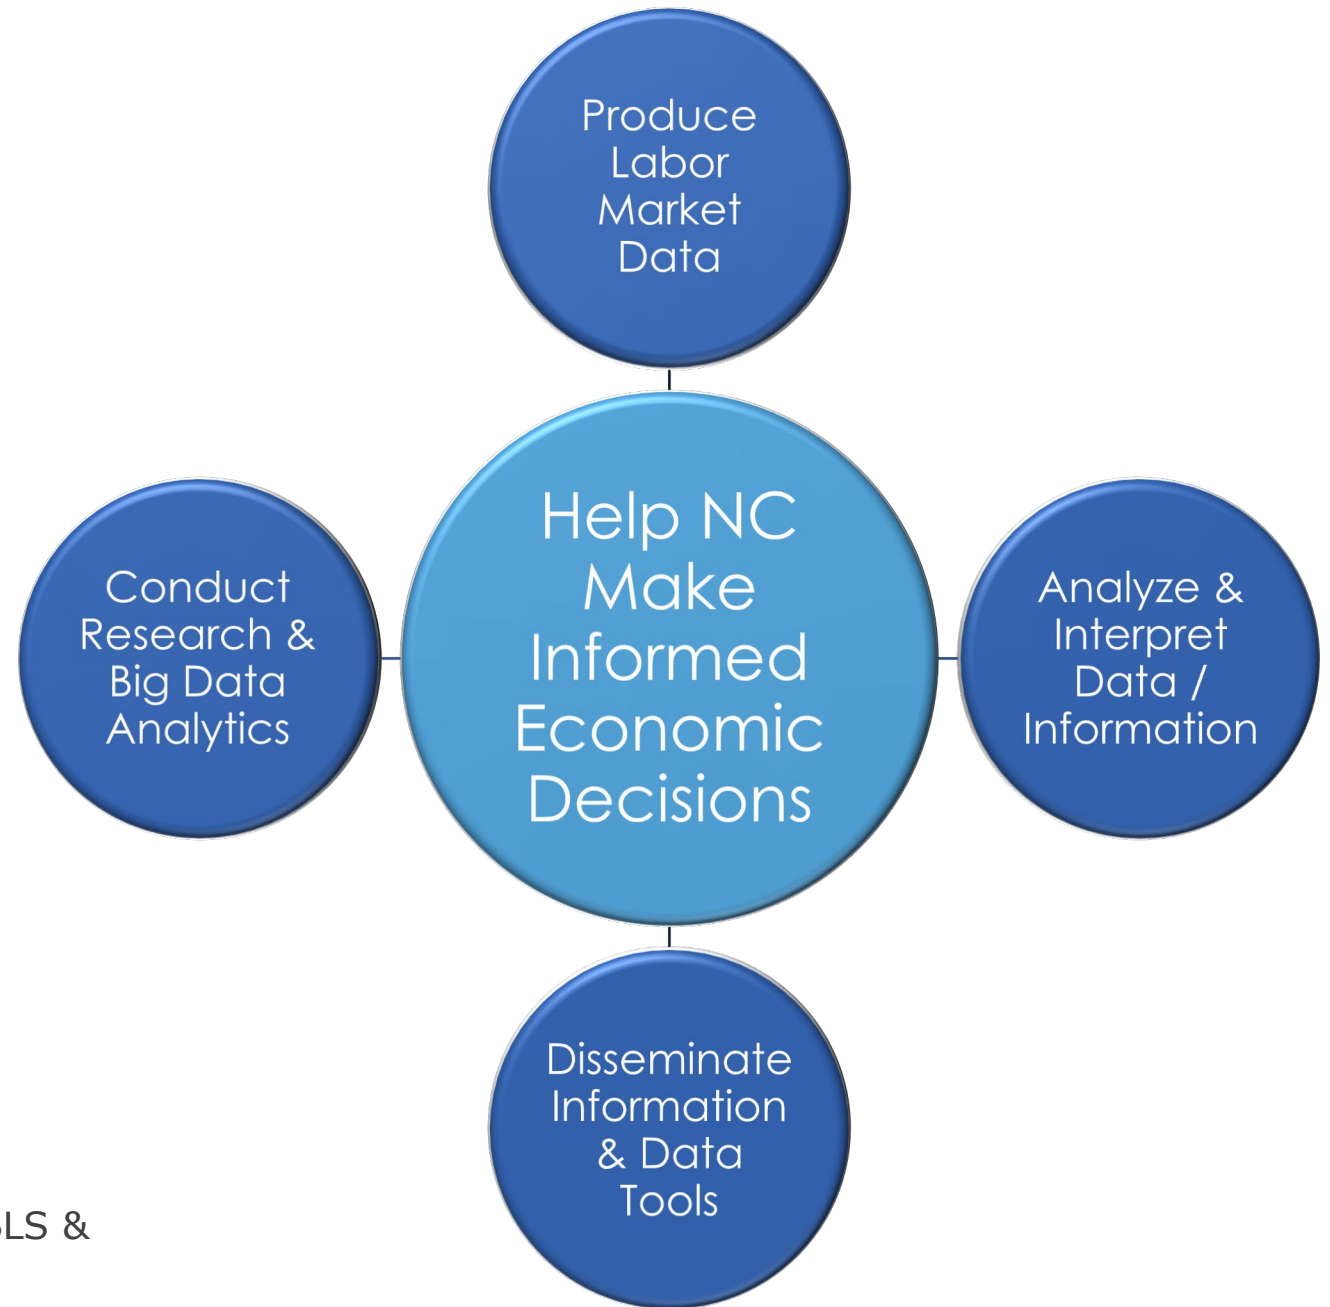 Produce
Labor
Market
Data
Help NC
Make
Informed
Economic
Decisions
Conduct
Research &
Big Data
Analytics
Analyze &
Interpret
Data /
Information
Disseminate
Information
& Data
Tools
LS &